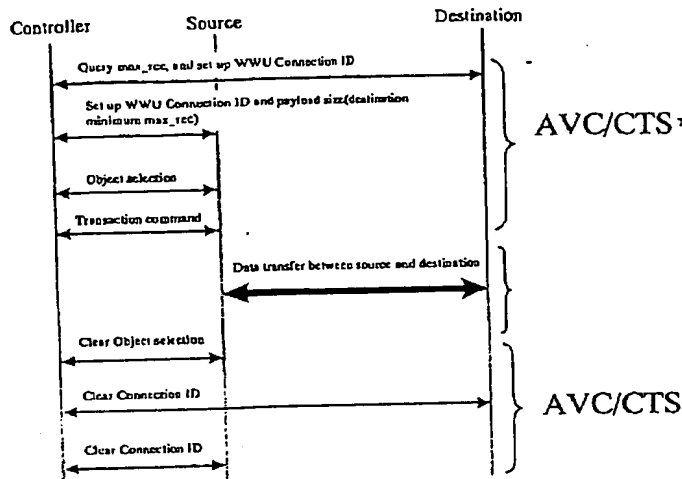 Controller
Source
Destination
Query max_rec, and set up WWU Connection ID
Set up WWU Connection ID and payload size(destination
minimum max_rec)
AVC/CTS*
Object selection
Transaction command
Data transfer between source and destination
Clear Object selection
Clear Connection ID
AVC/CTS
Clear Connection ID